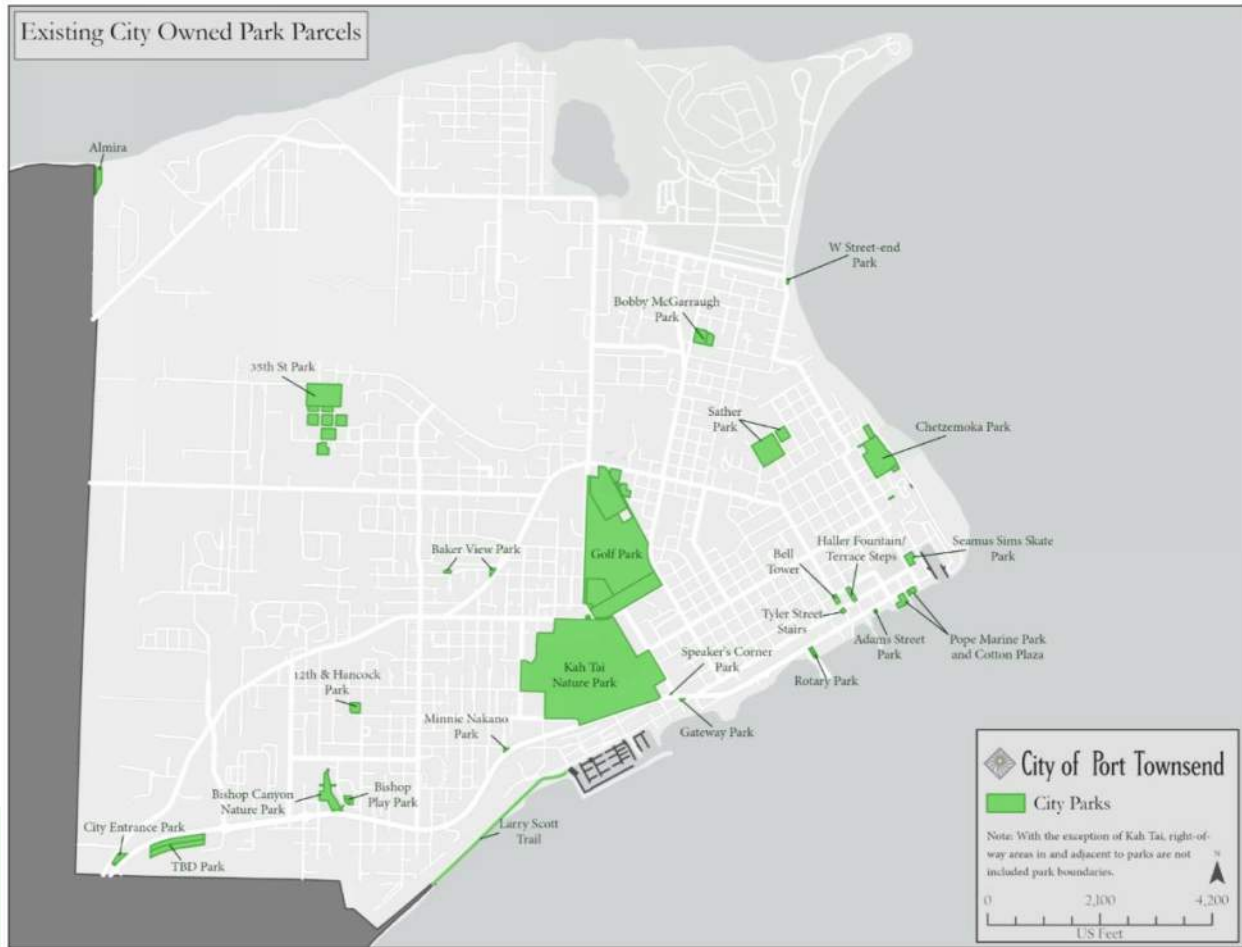 Existing City Owned Park Parcels
Almira
W Street-end
Park
Bobby McGarraugh
Park
35th St Park
Sather
Park
Chetzemoka Park
Baker View Park
Golf Park
Bell
Tower
Haller Fountain/
Terrace Steps
Seamus Sims Skate
Park
Tyler Street
Stairs
Adams Street
Park
Pope Marine Park
and Cotton Plaza
Speaker's Corner
Park
Rotary Park
Kah Tai
Nature Park
12th & Hancock
Park
Minnie Nakano
Park
Gateway Park
Bishop Canyon
Nature Park
Bishop
Play Park
City Entrance Park
TBD Park
Larry Scott
Trail
City of Port Townsend
City Parks
Note: With the exception of Kah Tai, right-of-
way areas in and adjacent to parks are not
included park boundaries.
N
0 2,100 4,200
US Feet